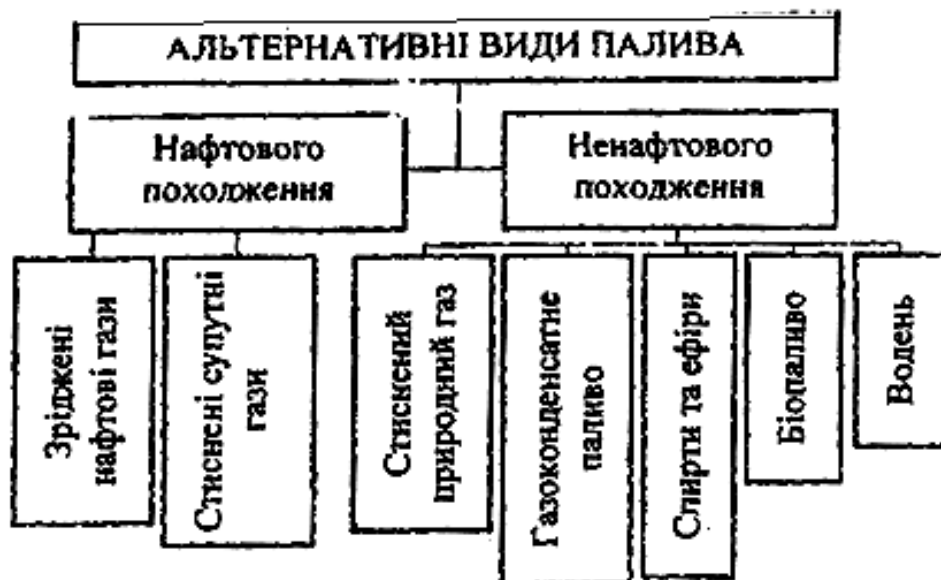 АЛЬТЕРНАТИВНІ ВИДИ ПАЛИВА
Нафтового
походження
Ненафтового
походження
Зріджені
нафтові гази
Стиснені супутні
гази
Стиснений
природний газ
Газоконденсатне
паливо
Спирти та ефіри
Біопаливо
Водень